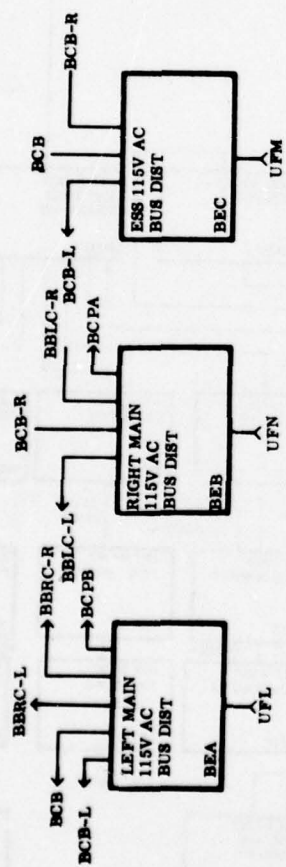 BCB-R
BCB
BCB-L
ESS 115V AC
BUS DIST
BEC
UFM
BBLC-R
BCPA
BCB-R
BBLC-L
RIGHT MAIN
115V AC
BUS DIST
BEB
UFN
BBRC-R
BCPB
BBRC-L
BCB
BCB-L
LEFT MAIN
115V AC
BUS DIST
BEA
UFL